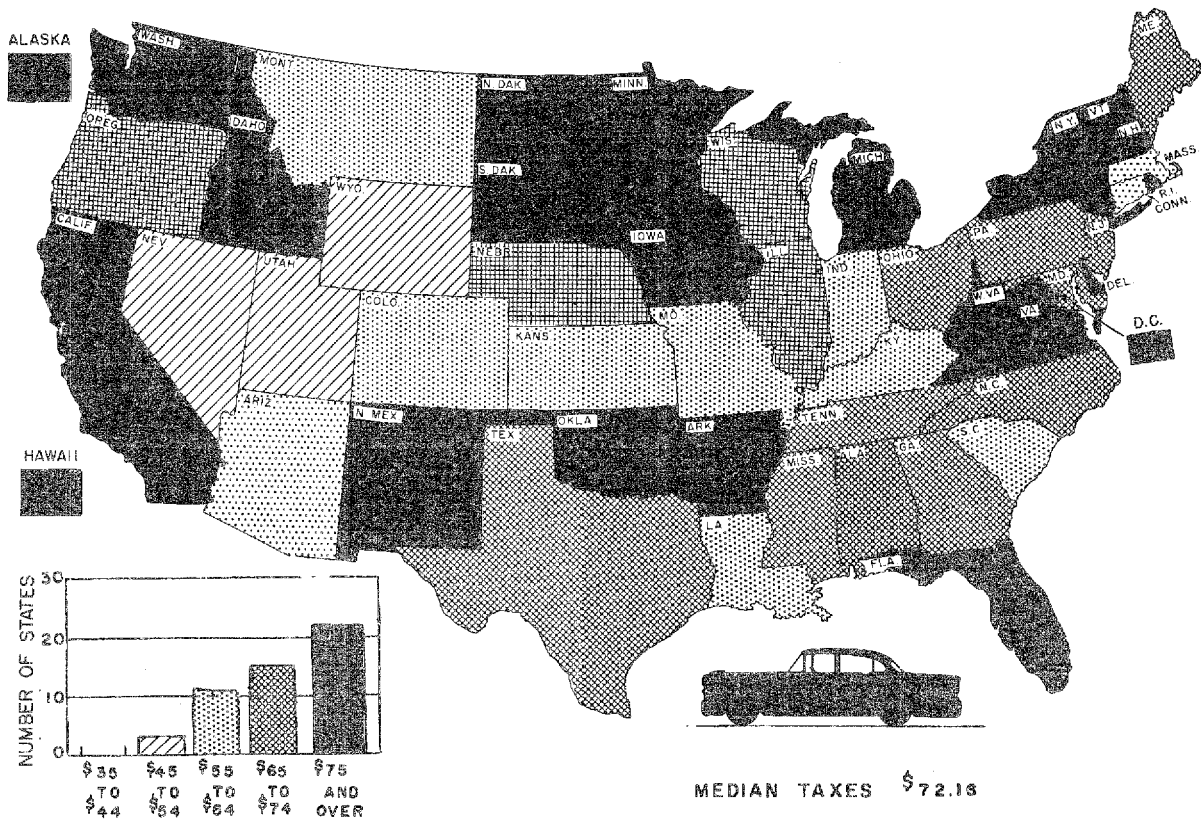 ALASKA
WASH
MONT
N DAK
MINN
ME.
OREG
IDAHO
S DAK
WIS
MICH
N.Y.
VT.
N.H.
MASS
R.I.
CONN.
WYO
CALIF
NEV
UTAH
NEB
IOWA
ILL
IND
OHIO
PA.
N.J.
COLO
KANS
MO
KY
W VA
VA
MD.
DEL.
D.C.
ARIZ
N MEX
OKLA
ARK
TENN
N.C.
S.C.
TEX
MISS
ALA
GA.
LA
FLA
HAWAII
NUMBER OF STATES
30
20
10
0
$35 TO $44
$45 TO $54
$55 TO $64
$65 TO $74
$75 AND OVER
MEDIAN TAXES $72.18